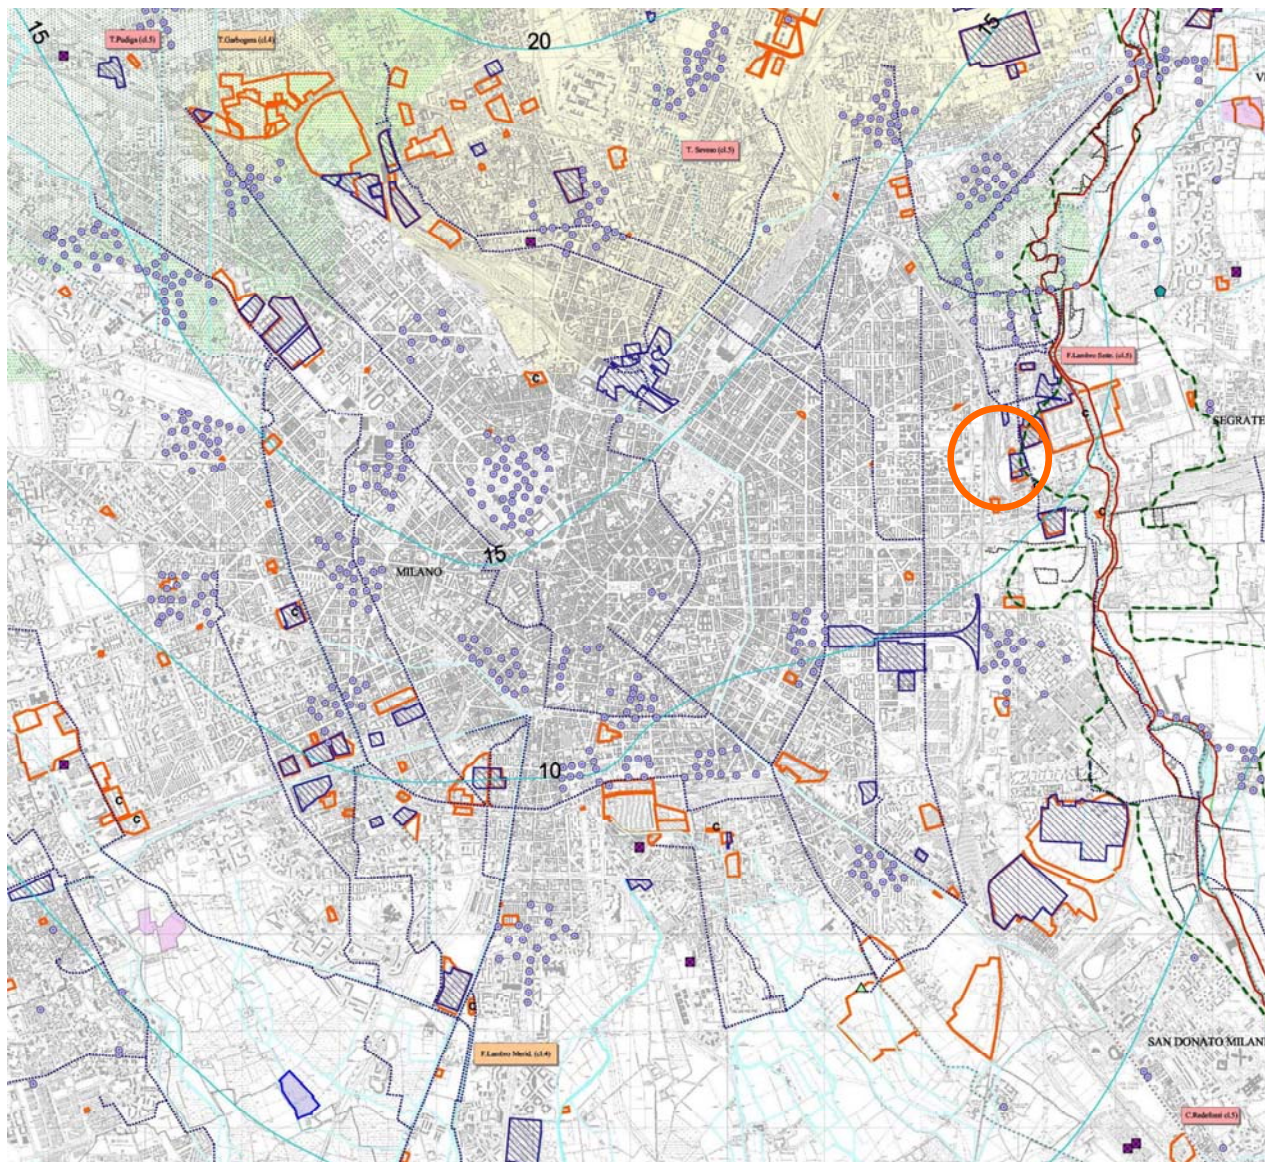 15
T.Pudiga (cl.5)
T.Garbogera (cl.4)
20
15
T. Seveso (cl.5)
F.Lambro Sett. (cl.5)
C
C
SEGRATE
15
MILANO
C
C
10
C
C
C
C
F.Lambro Merid. (cl.4)
SAN DONATO MILAN
C.Redefossi (cl.5)